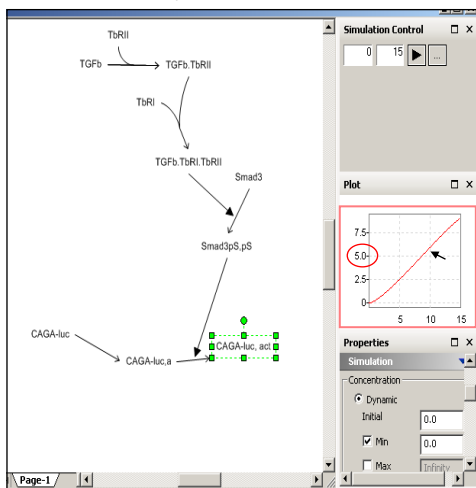 TbRII
TGFb
TGFb.TbRII
TbRI
TGFb.TbRI.TbRII
Smad3
Smad3pS,pS
CAGA-luc
CAGA-luc,a
CAGA-luc, act
Page-1
Simulation Control
0 15 ...
Plot
7.5
5.0
2.5
0
5 10 15
Properties
Simulation
Concentration
Dynamic
Initial 0.0
Min 0.0
Max Infinity